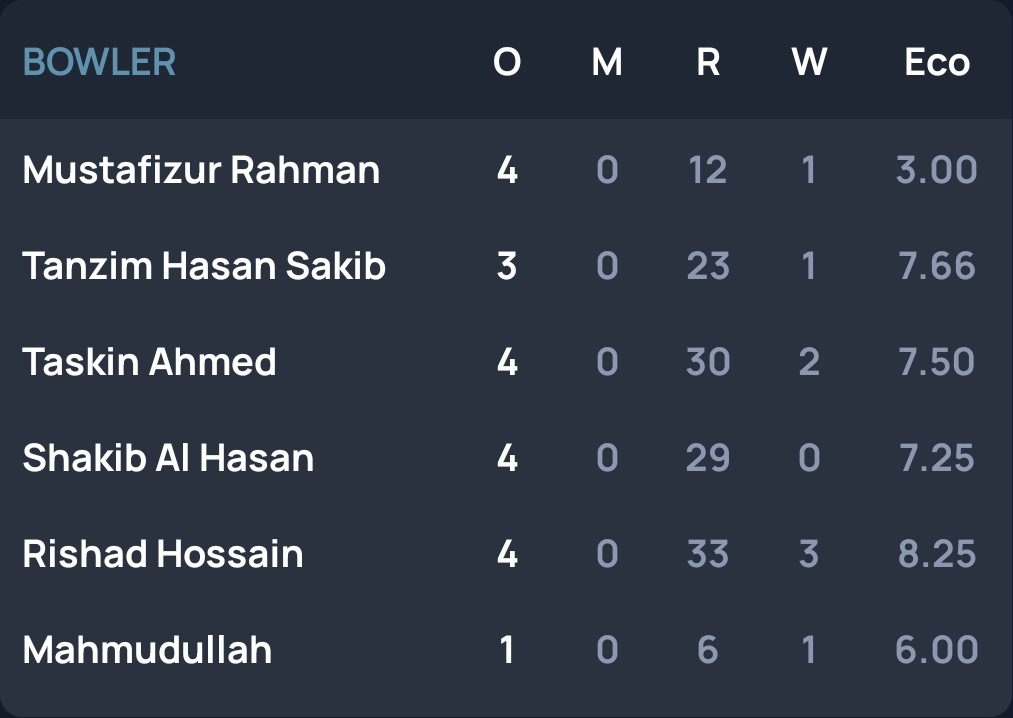 BOWLER O M R W Eco
Mustafizur Rahman 4 0 12 1 3.00
Tanzim Hasan Sakib 3 0 23 1 7.66
Taskin Ahmed 4 0 30 2 7.50
Shakib Al Hasan 4 0 29 0 7.25
Rishad Hossain 4 0 33 3 8.25
Mahmudullah 1 0 6 1 6.00